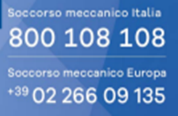 Soccorso meccanico Italia
800 108 108
Soccorso meccanico Europa
+39 02 266 09 135